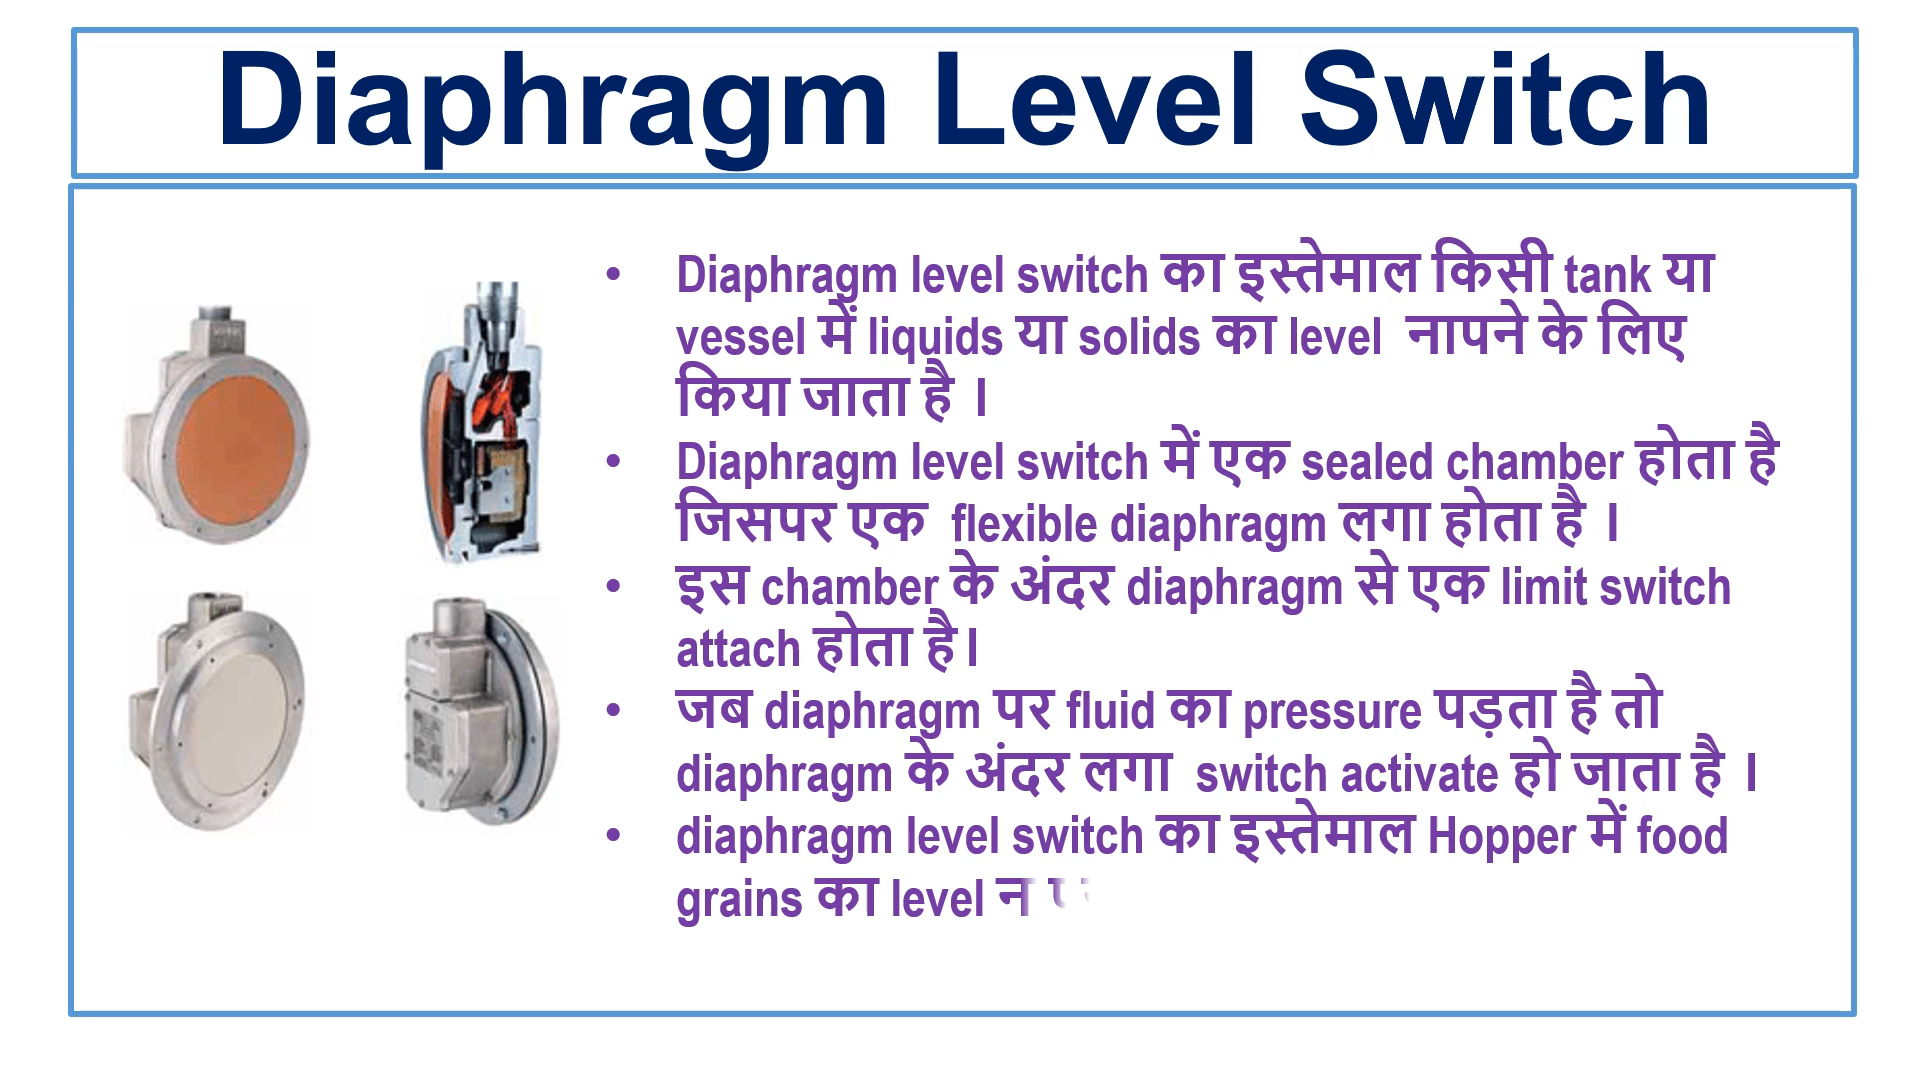 Diaphragm Level Switch
• Diaphragm level switch का इस्तेमाल किसी tank या
vessel में liquids या solids का level नापने के लिए
किया जाता है ।
• Diaphragm level switch में एक sealed chamber होता है
जिसपर एक flexible diaphragm लगा होता है ।
• इस chamber के अंदर diaphragm से एक limit switch
attach होता है।
• जब diaphragm पर fluid का pressure पड़ता है तो
diaphragm के अंदर लगा switch activate हो जाता है ।
• diaphragm level switch का इस्तेमाल Hopper में food
grains का level